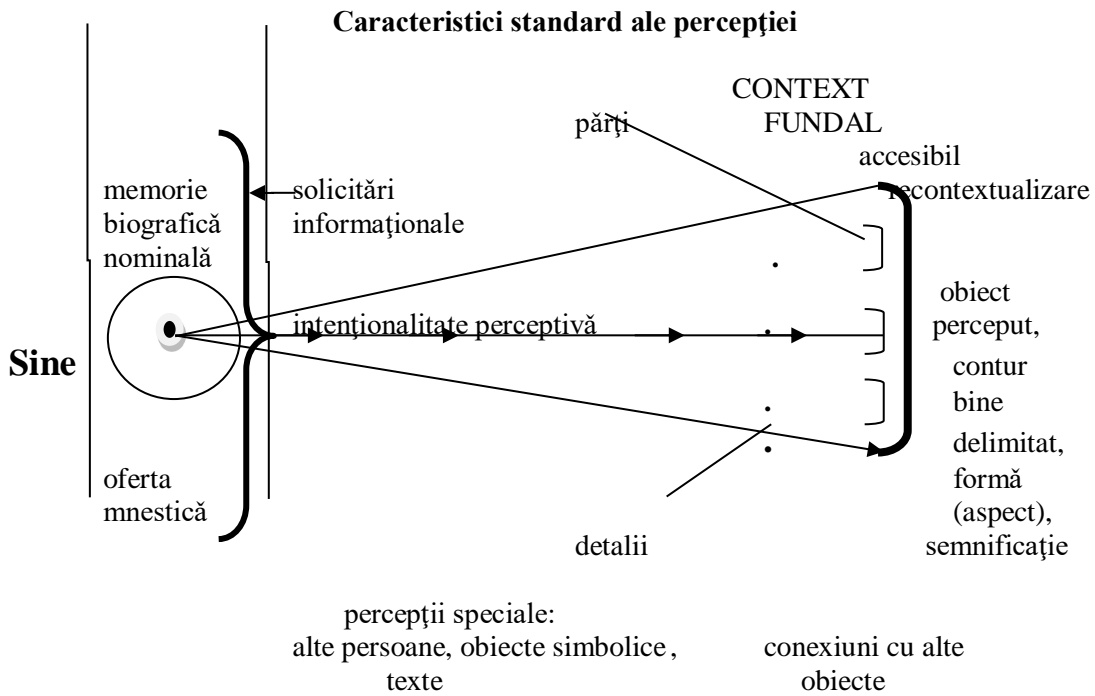 Caracteristici standard ale percepţiei
CONTEXT
FUNDAL
părţi
accesibil
recontextualizare
memorie
biografică
nominală
solicitări
informaţionale
intenţionalitate perceptivă
Sine
obiect
perceput,
contur
bine
delimitat,
formă
(aspect),
semnificaţie
oferta
mnestică
detalii
percepţii speciale:
alte persoane, obiecte simbolice,
texte
conexiuni cu alte
obiecte